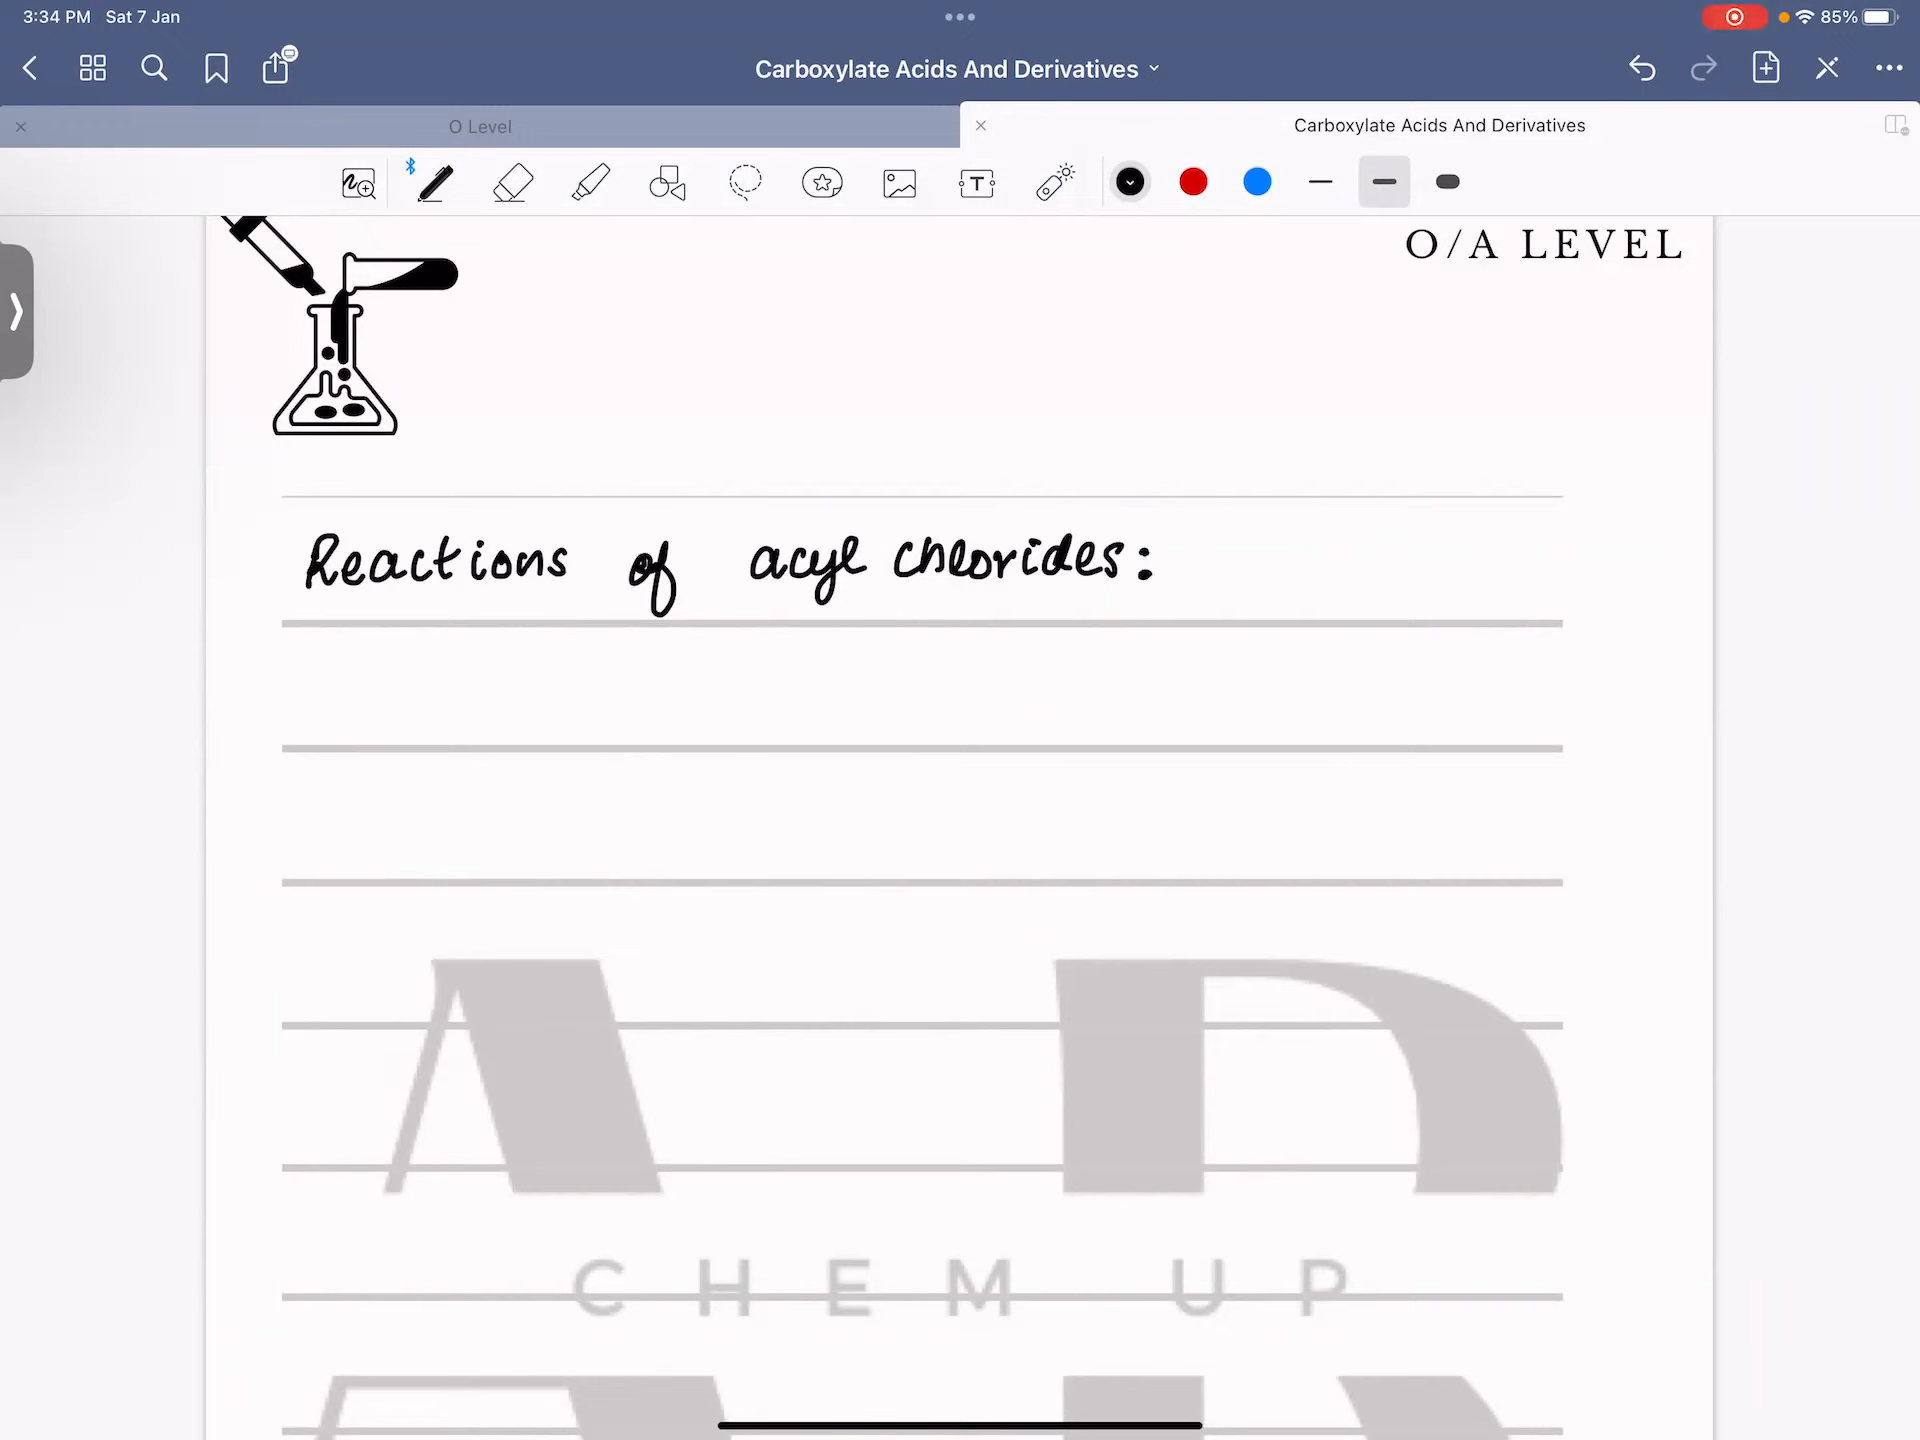 3:34 PM Sat 7 Jan
85%
Carboxylate Acids And Derivatives
O Level
Carboxylate Acids And Derivatives
T
O/A LEVEL
Reactions of acyl chlorides:
CHEM UP